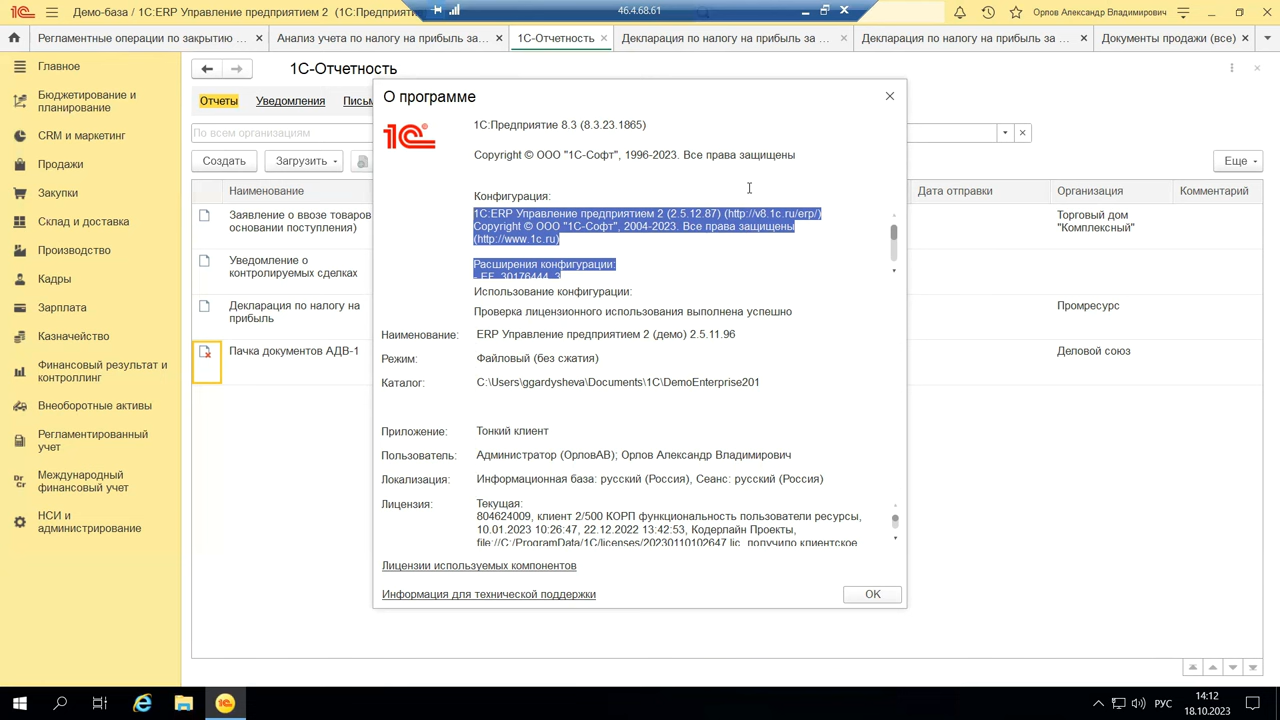 Демо-база / 1С:ERP Управление предприятием 2 (1С:Предприятие
46.4.68.61
Орлов Александр Владимирович
Регламентные операции по закрытию ...
Анализ учета по налогу на прибыль за...
1С-Отчетность
Декларация по налогу на прибыль за ...
Декларация по налогу на прибыль за ...
Документы продажи (все)
Главное
Бюджетирование и
планирование
CRM и маркетинг
Продажи
Закупки
Склад и доставка
Производство
Кадры
Зарплата
Казначейство
Финансовый результат и
контроллинг
Внеоборотные активы
Регламентированный
учет
Международный
финансовый учет
НСИ и
администрирование
1С-Отчетность
Отчеты
Уведомления
Письм
По всем организациям
Создать
Загрузить
Еще
Наименование
Дата отправки
Организация
Комментарий
Заявление о ввозе товаров
основании поступления)
Торговый дом
"Комплексный"
Уведомление о
контролируемых сделках
Декларация по налогу на
прибыль
Промресурс
Пачка документов АДВ-1
Деловой союз
О программе
1С:Предприятие 8.3 (8.3.23.1865)
Copyright © ООО "1С-Софт", 1996-2023. Все права защищены
Конфигурация:
1С:ERP Управление предприятием 2 (2.5.12.87) (http://v8.1c.ru/erp/)
Copyright © ООО "1С-Софт", 2004-2023. Все права защищены
(http://www.1c.ru)
Расширения конфигурации:
- EF_30176444_3
Использование конфигурации:
Проверка лицензионного использования выполнена успешно
Наименование: ERP Управление предприятием 2 (демо) 2.5.11.96
Режим: Файловый (без сжатия)
Каталог: C:\Users\ggardysheva\Documents\1C\DemoEnterprise201
Приложение: Тонкий клиент
Пользователь: Администратор (ОрловАВ); Орлов Александр Владимирович
Локализация: Информационная база: русский (Россия), Сеанс: русский (Россия)
Лицензия: Текущая:
804624009, клиент 2/500 КОРП функциональность пользователи ресурсы,
10.01.2023 10:26:47, 22.12.2022 13:42:53, Кодерлайн Проекты,
file://C:/ProgramData/1C/licenses/20230110102647.lic, получило клиентское
Лицензии используемых компонентов
Информация для технической поддержки
OK
РУС
14:12
18.10.2023